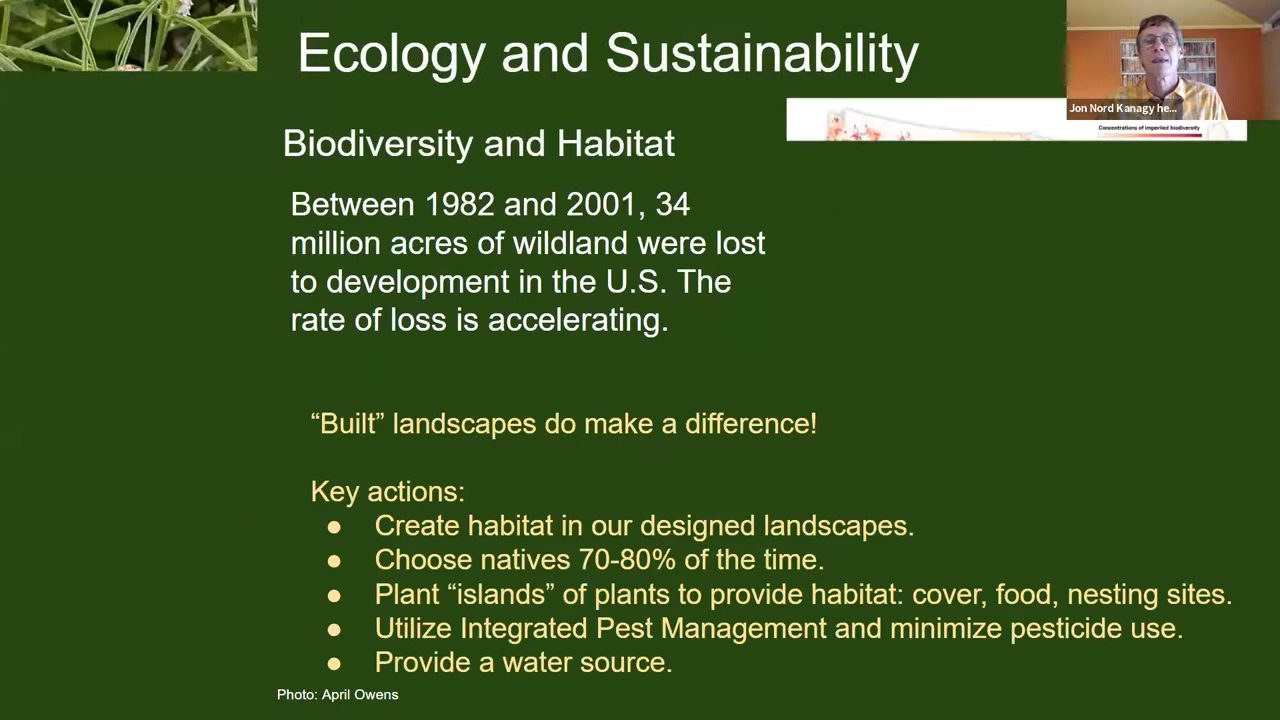 Ecology and Sustainability
Jon Nord Kanagy he...
Concentrations of imperiled biodiversity
Biodiversity and Habitat
Between 1982 and 2001, 34
million acres of wildland were lost
to development in the U.S. The
rate of loss is accelerating.
“Built” landscapes do make a difference!
Key actions:
● Create habitat in our designed landscapes.
● Choose natives 70-80% of the time.
● Plant “islands” of plants to provide habitat: cover, food, nesting sites.
● Utilize Integrated Pest Management and minimize pesticide use.
● Provide a water source.
Photo: April Owens